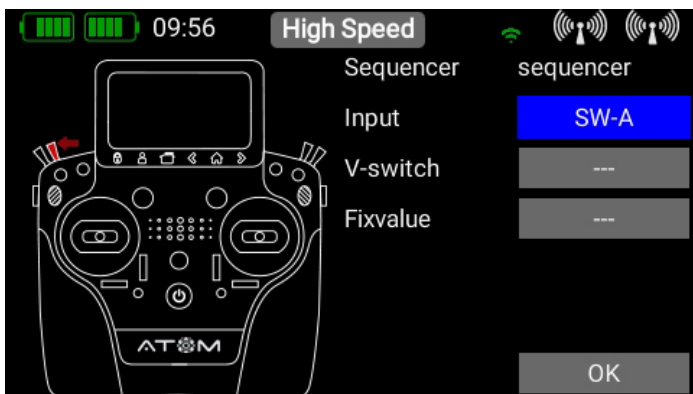 09:56 High Speed
Sequencer sequencer
Input SW-A
V-switch ---
Fixvalue ---
ATOM
OK